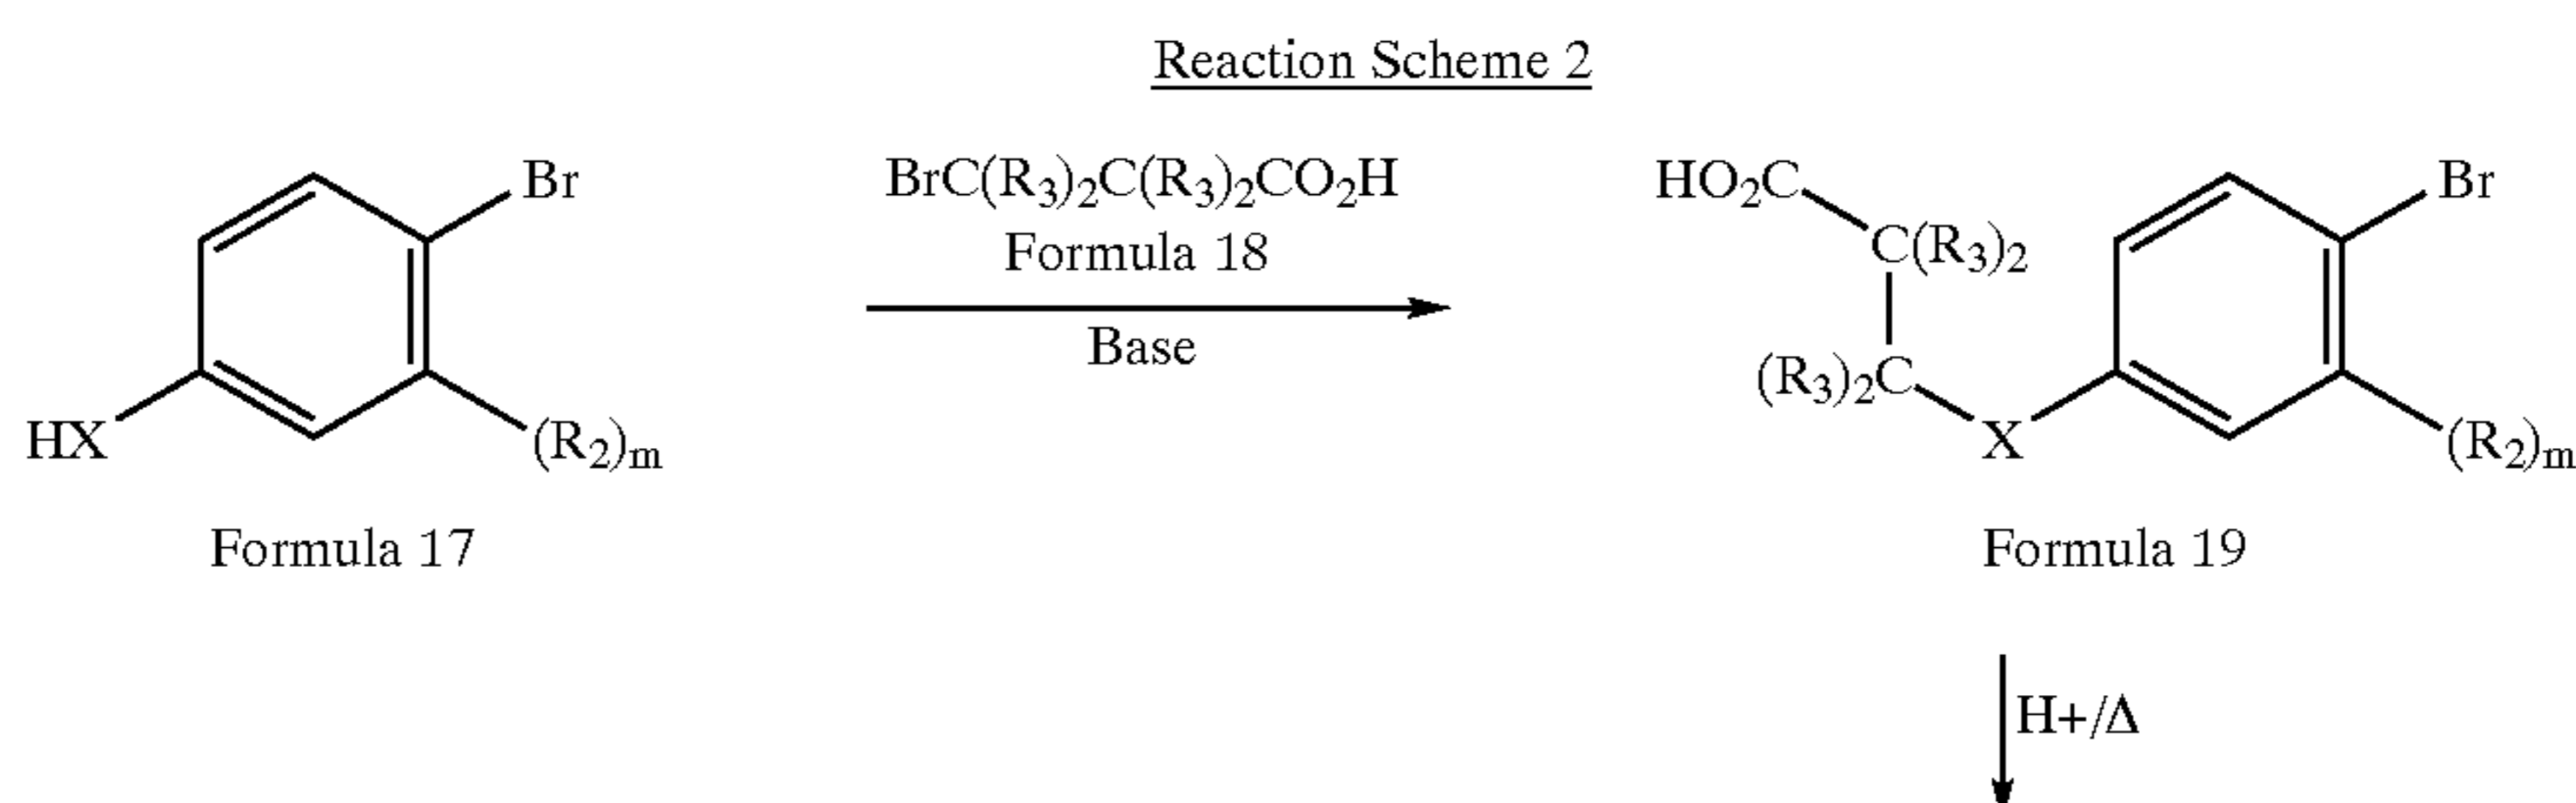 Reaction Scheme 2
BrC(R₃)₂C(R₃)₂CO₂H
Formula 18
Base
Br
HX
(R₂)ₘ
Formula 17
HO₂C
Br
C(R₃)₂
(R₃)₂C
X
(R₂)ₘ
Formula 19
H+/Δ